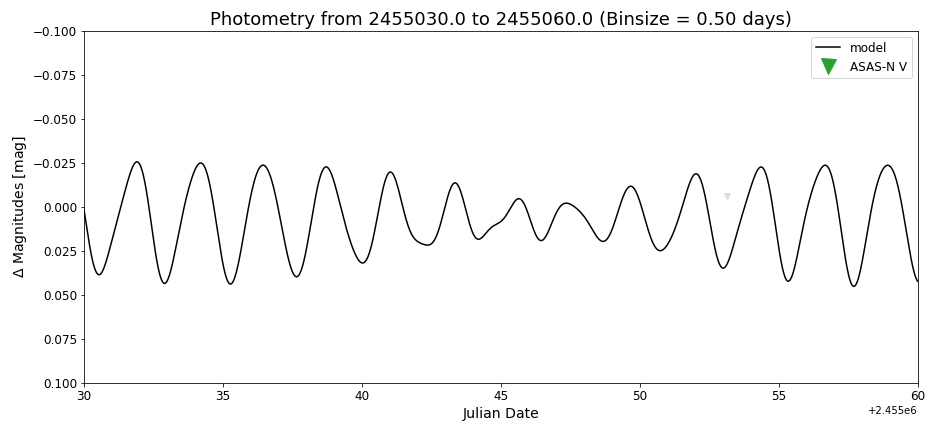 Photometry from 2455030.0 to 2455060.0 (Binsize = 0.50 days)
−0.100
−0.075
−0.050
−0.025
0.000
0.025
0.050
0.075
0.100
Δ Magnitudes [mag]
model
ASAS-N V
30
35
40
45
50
55
60
Julian Date
+2.455e6